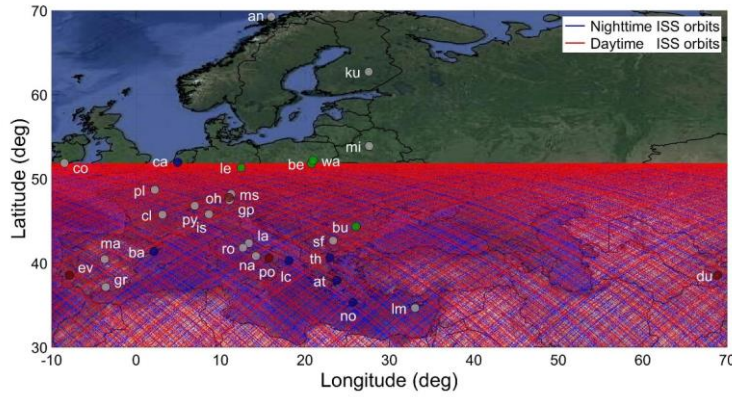 70
60
50
40
30
Latitude (deg)
-10
0
10
20
30
40
50
60
70
Longitude (deg)
Nighttime ISS orbits
Daytime ISS orbits
an
ku
mi
co
ca
le
be
wa
pl
oh
ms
gp
cl
py
is
bu
ma
ba
ro
la
sf
ev
na
po
lc
th
du
gr
at
no
lm